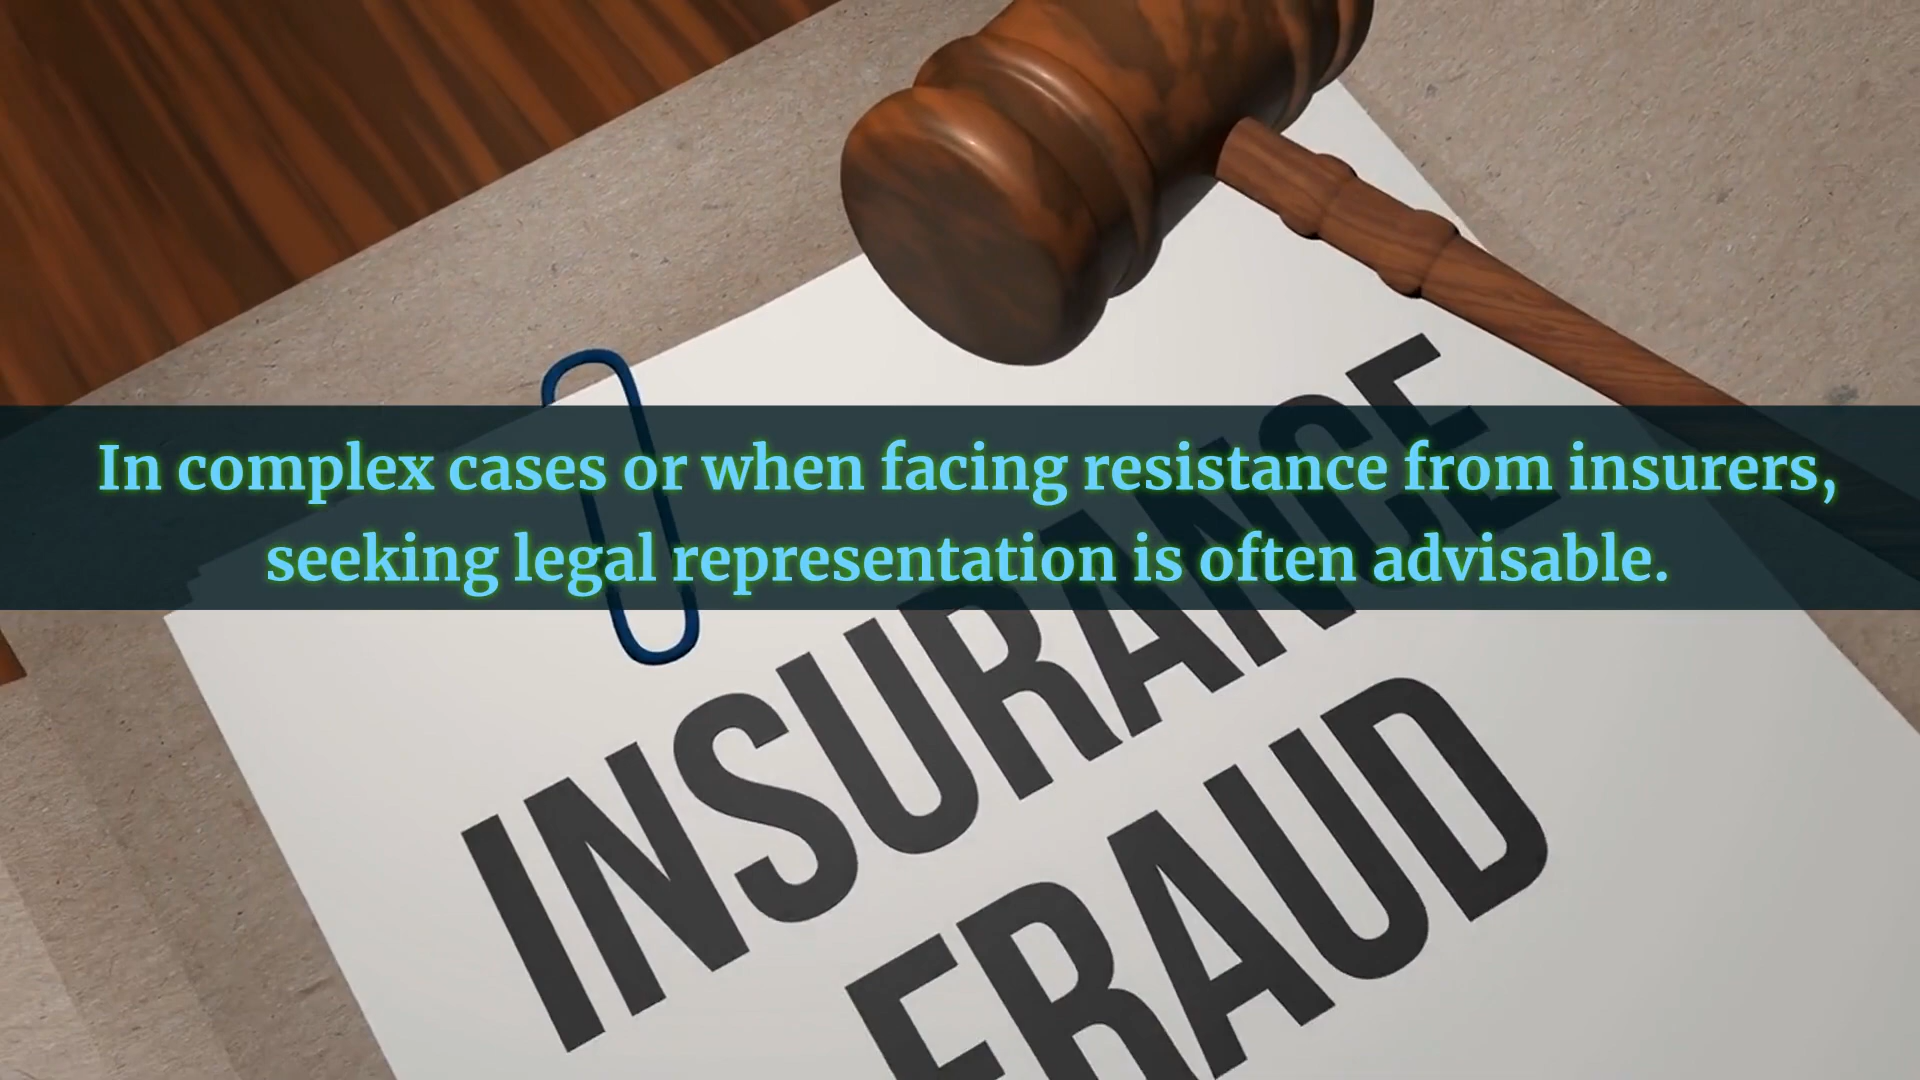 In complex cases or when facing resistance from insurers,
seeking legal representation is often advisable.
INSURANCE
FRAUD